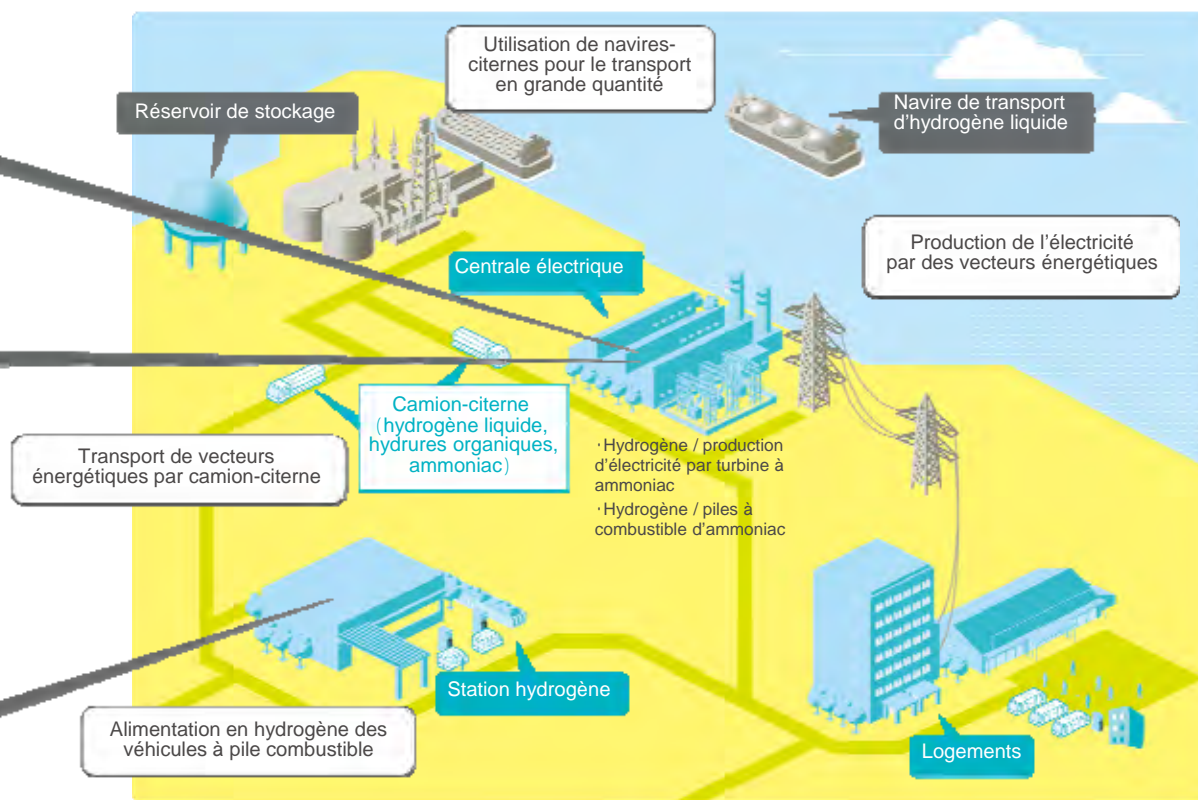 Utilisation de navires-
citernes pour le transport
en grande quantité
Réservoir de stockage
Navire de transport
d’hydrogène liquide
Production de l’électricité
par des vecteurs énergétiques
Centrale électrique
Camion-citerne
(hydrogène liquide,
hydrures organiques,
ammoniac)
Transport de vecteurs
énergétiques par camion-citerne
·Hydrogène / production
d’électricité par turbine à
ammoniac
·Hydrogène / piles à
combustible d’ammoniac
Station hydrogène
Alimentation en hydrogène des
véhicules à pile combustible
Logements